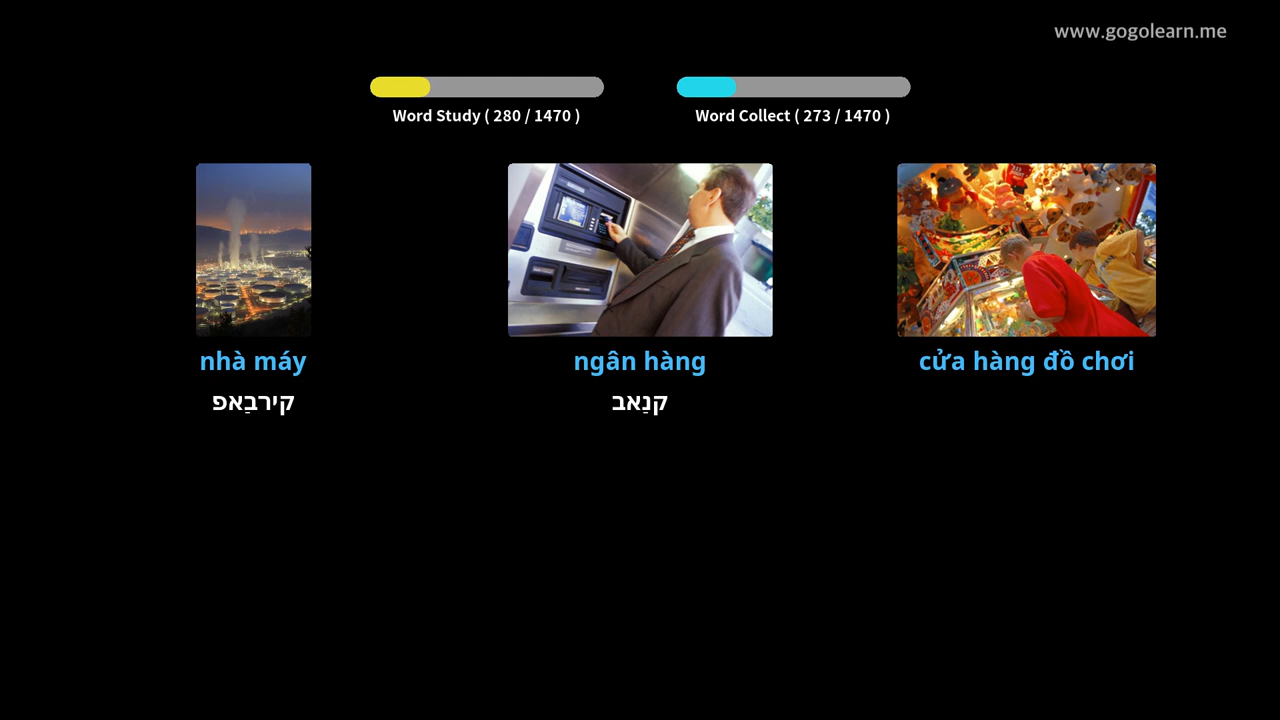 www.gogolearn.me
Word Study ( 280 / 1470 )
Word Collect ( 273 / 1470 )
nhà máy
ngân hàng
cửa hàng đồ chơi
קירבַאפ
קנַאב